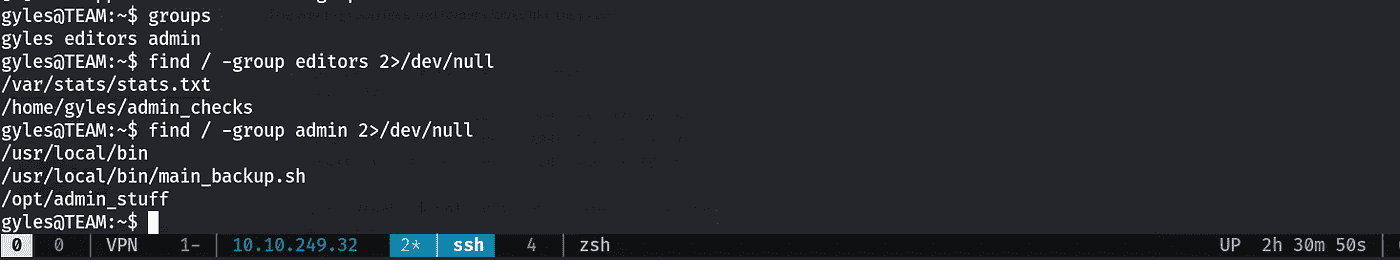 gyles@TEAM:~$ groups
gyles editors admin
gyles@TEAM:~$ find / -group editors 2>/dev/null
/var/stats/stats.txt
/home/gyles/admin_checks
gyles@TEAM:~$ find / -group admin 2>/dev/null
/usr/local/bin
/usr/local/bin/main_backup.sh
/opt/admin_stuff
gyles@TEAM:~$
0 0 | VPN 1- | 10.10.249.32 2* ssh 4 | zsh UP 2h 30m 50s |